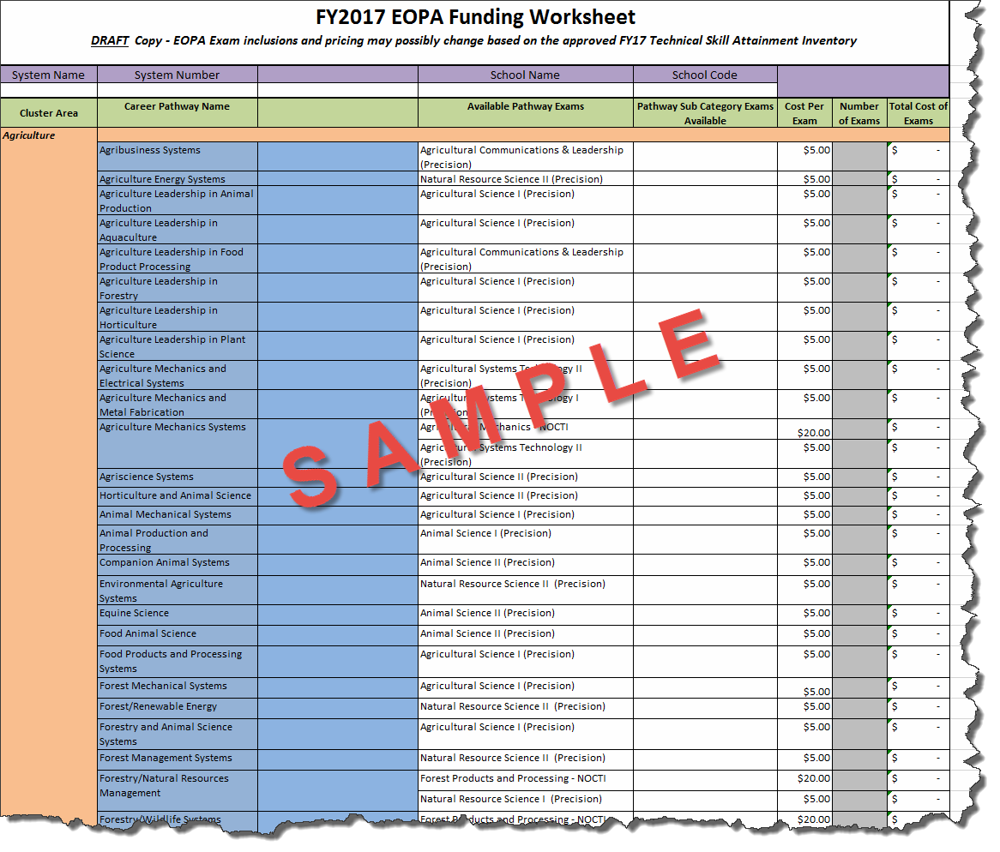 FY2017 EOPA Funding Worksheet
DRAFT Copy - EOPA Exam inclusions and pricing may possibly change based on the approved FY17 Technical Skill Attainment Inventory
System Name System Number School Name School Code
Cluster Area Career Pathway Name Available Pathway Exams Pathway Sub Category Exams Available Cost Per Exam Number of Exams Total Cost of Exams
Agriculture
Agribusiness Systems Agricultural Communications & Leadership $5.00 $ -
(Precision)
Agriculture Energy Systems Natural Resource Science II (Precision) $5.00 $ -
Agriculture Leadership in Animal Agricultural Science I (Precision) $5.00 $ -
Production
Agriculture Leadership in Agricultural Science I (Precision) $5.00 $ -
Aquaculture
Agriculture Leadership in Food Agricultural Communications & Leadership $5.00 $ -
Product Processing (Precision)
Agriculture Leadership in Agricultural Science I (Precision) $5.00 $ -
Forestry
Agriculture Leadership in Agricultural Science I (Precision) $5.00 $ -
Horticulture
Agriculture Leadership in Plant Agricultural Science I (Precision) $5.00 $ -
Science
Agriculture Mechanics and Agricultural Systems Technology II $5.00 $ -
Electrical Systems (Precision)
Agriculture Mechanics and Agricultural Systems Technology I $5.00 $ -
Metal Fabrication (Precision)
Agriculture Mechanics Systems Agricultural Mechanics - NOCTI $20.00 $ -
Agricultural Systems Technology II $5.00 $ -
(Precision)
Agriscience Systems Agricultural Science II (Precision) $5.00 $ -
Horticulture and Animal Science Agricultural Science II (Precision) $5.00 $ -
Animal Mechanical Systems Agricultural Science I (Precision) $5.00 $ -
Animal Production and Animal Science I (Precision) $5.00 $ -
Processing
Companion Animal Systems Animal Science II (Precision) $5.00 $ -
Environmental Agriculture Natural Resource Science II (Precision) $5.00 $ -
Systems
Equine Science Animal Science II (Precision) $5.00 $ -
Food Animal Science Animal Science II (Precision) $5.00 $ -
Food Products and Processing Agricultural Science I (Precision) $5.00 $ -
Systems
Forest Mechanical Systems Agricultural Science I (Precision) $5.00 $ -
Forest/Renewable Energy Natural Resource Science II (Precision) $5.00 $ -
Forestry and Animal Science Agricultural Science I (Precision) $5.00 $ -
Systems
Forest Management Systems Natural Resource Science II (Precision) $5.00 $ -
Forestry/Natural Resources Forest Products and Processing - NOCTI $20.00 $ -
Management
Natural Resource Science I (Precision) $5.00 $ -
Forestry/Wildlife Systems Forest Products and Processing - NOCTI $20.00 $ -
SAMPLE